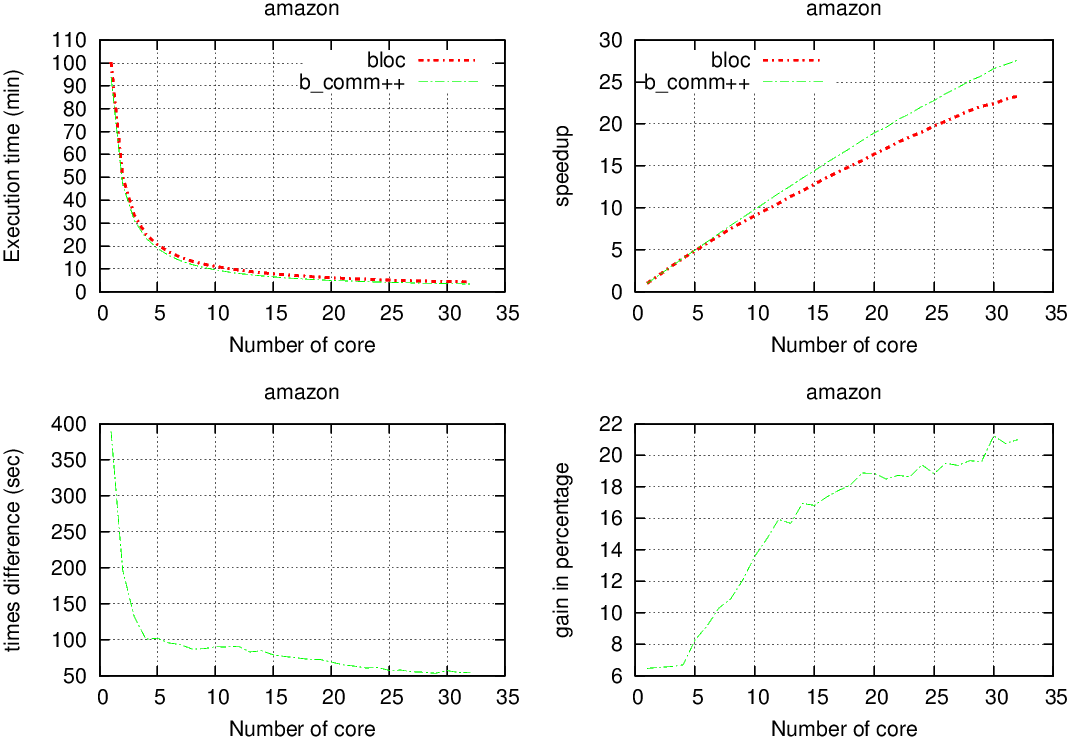 amazon
Execution time (min)
110
100
90
80
70
60
50
40
30
20
10
0
bloc
b_comm++
0 5 10 15 20 25 30 35
Number of core
amazon
speedup
30
25
20
15
10
5
0
bloc
b_comm++
0 5 10 15 20 25 30 35
Number of core
amazon
times difference (sec)
400
350
300
250
200
150
100
50
0 5 10 15 20 25 30 35
Number of core
amazon
gain in percentage
22
20
18
16
14
12
10
8
6
0 5 10 15 20 25 30 35
Number of core